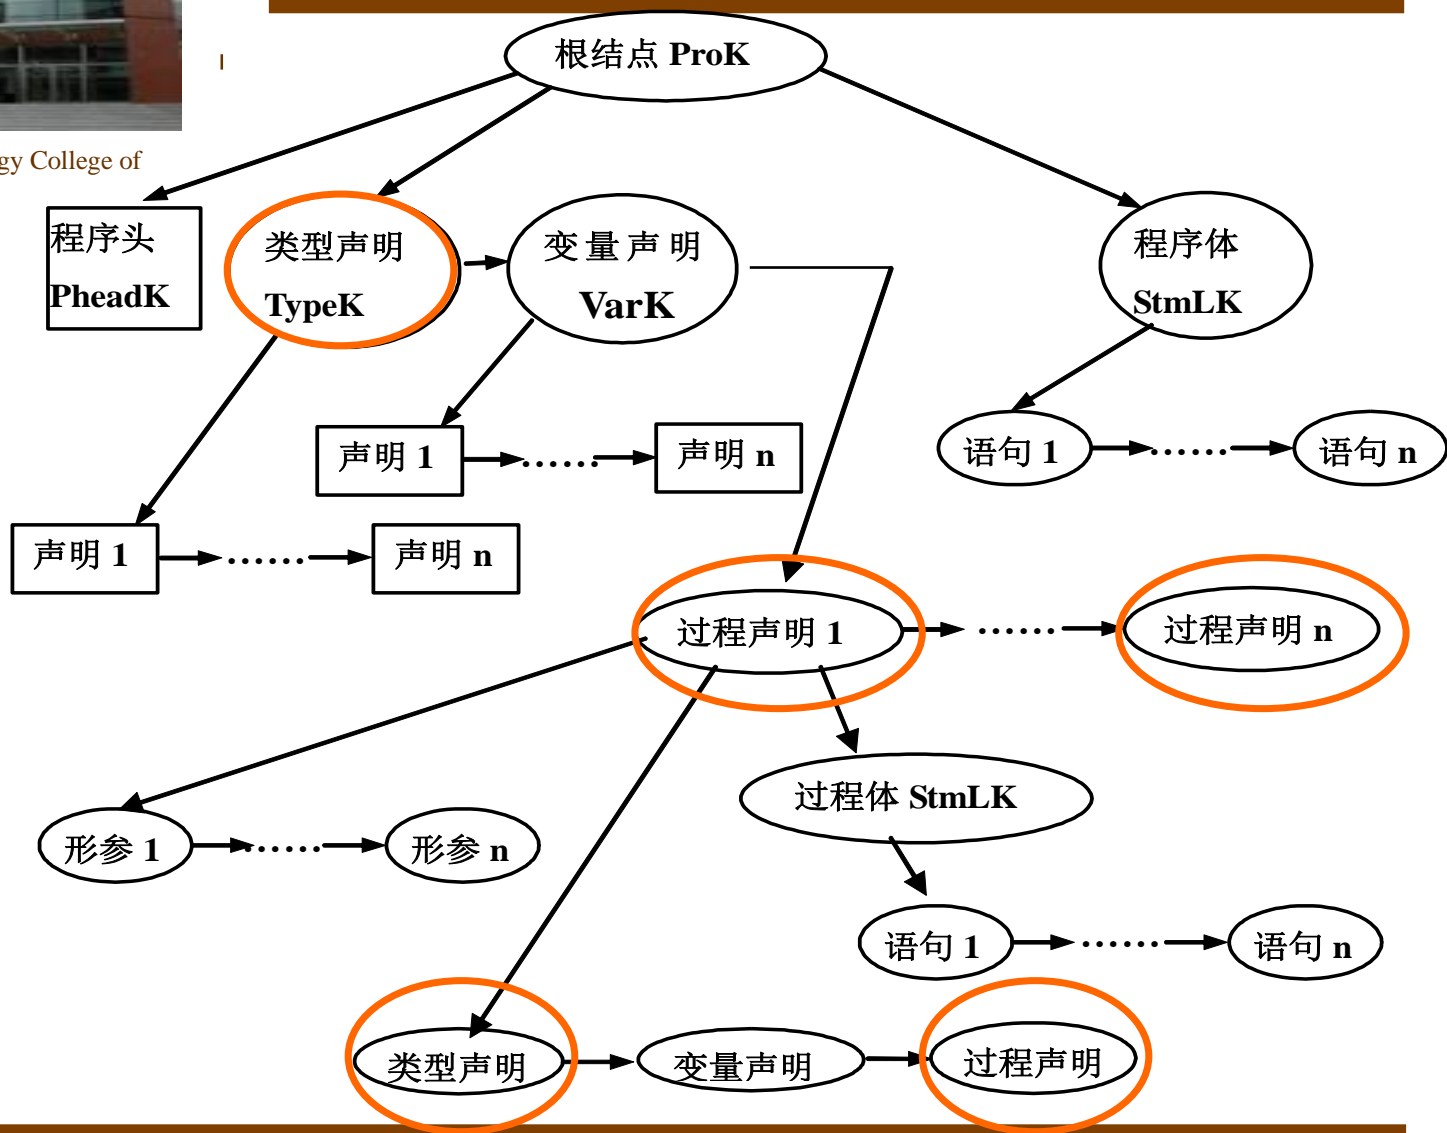 根结点 ProK
gy College of
程序头
PheadK
类型声明
TypeK
变量声明
VarK
程序体
StmLK
声明 1
......
声明 n
语句 1
......
语句 n
声明 1
......
声明 n
过程声明 1
......
过程声明 n
过程体 StmLK
形参 1
......
形参 n
语句 1
......
语句 n
类型声明
变量声明
过程声明